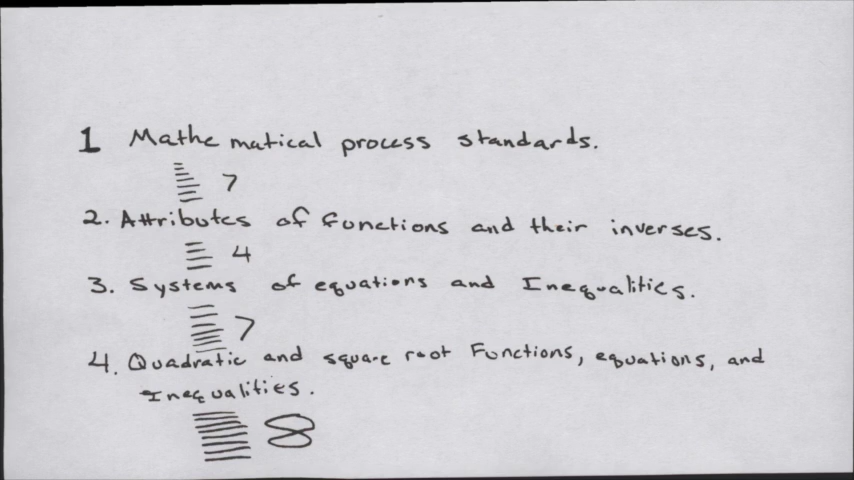 1 Mathematical process standards.
7
2. Attributes of functions and their inverses.
4
3. Systems of equations and Inequalities.
7
4. Quadratic and square root Functions, equations, and
Inequalities.
8